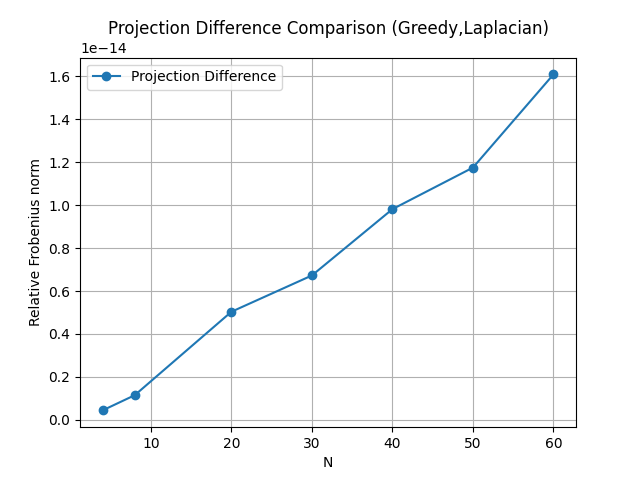 Projection Difference Comparison (Greedy,Laplacian)
1e−14
Projection Difference
1.6
1.4
1.2
1.0
0.8
0.6
0.4
0.2
0.0
Relative Frobenius norm
10 20 30 40 50 60
N